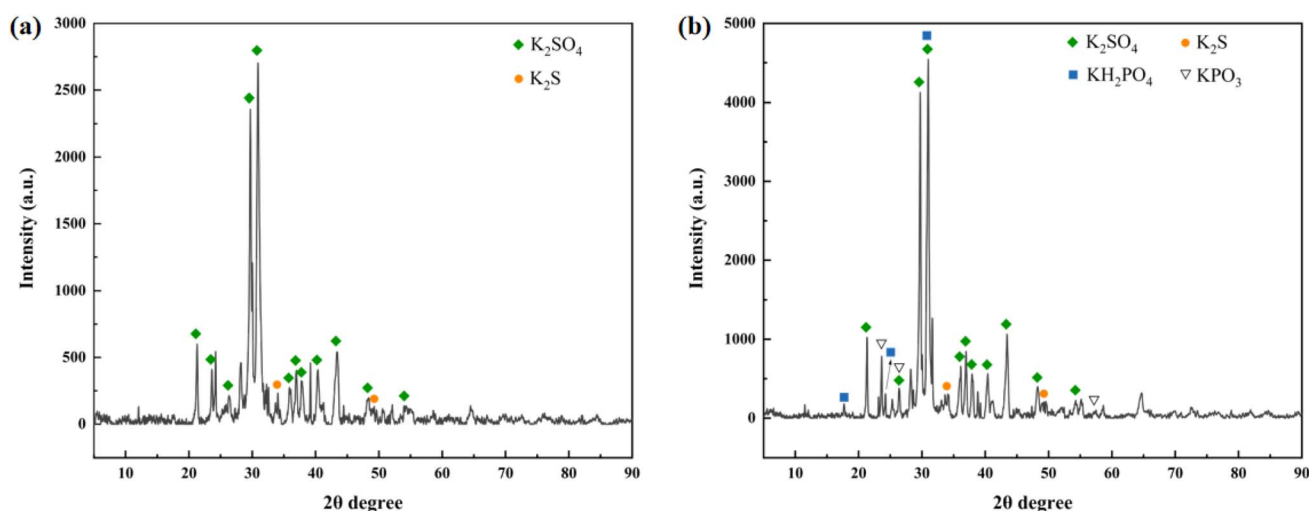 (a)
3000
2500
2000
1500
1000
500
0
Intensity (a.u.)
K₂SO₄
K₂S
10 20 30 40 50 60 70 80 90
2θ degree
(b)
5000
4000
3000
2000
1000
0
Intensity (a.u.)
K₂SO₄ K₂S
KH₂PO₄ KPO₃
10 20 30 40 50 60 70 80 90
2θ degree